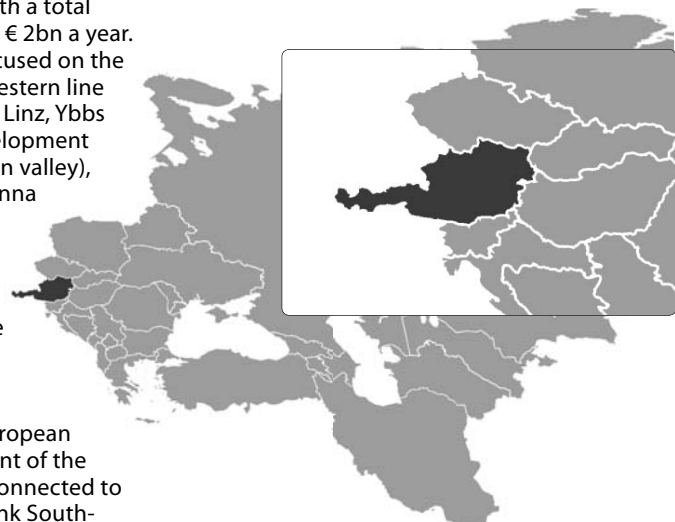 th a total
€ 2bn a year.
cused on the
estern line
Linz, Ybbs
elopment
n valley),
nna
e
ropean
nt of the
onnected to
nk South-